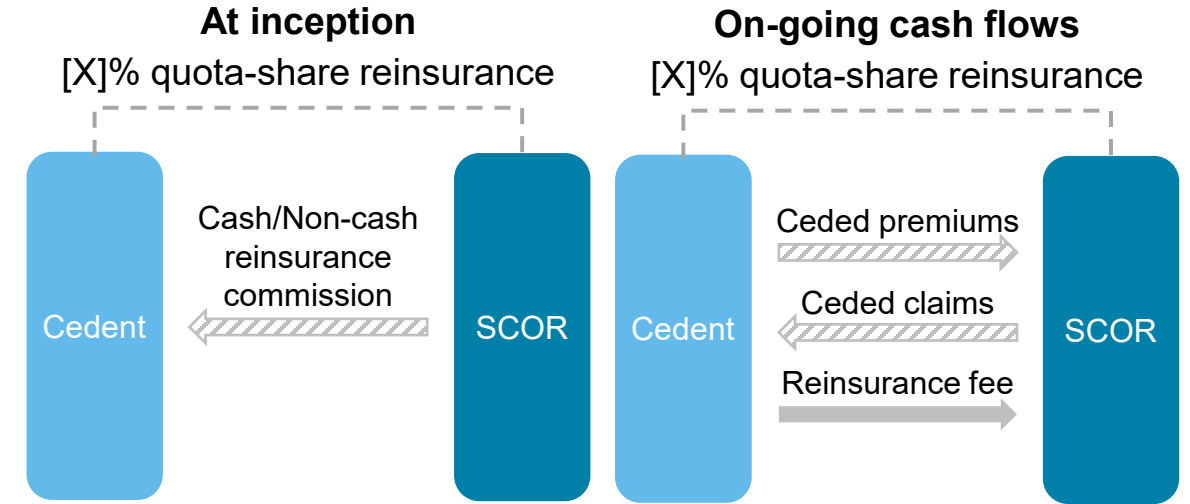 At inception
[X]% quota-share reinsurance
Cedent
Cash/Non-cash
reinsurance
commission
SCOR
On-going cash flows
[X]% quota-share reinsurance
Cedent
Ceded premiums
Ceded claims
Reinsurance fee
SCOR